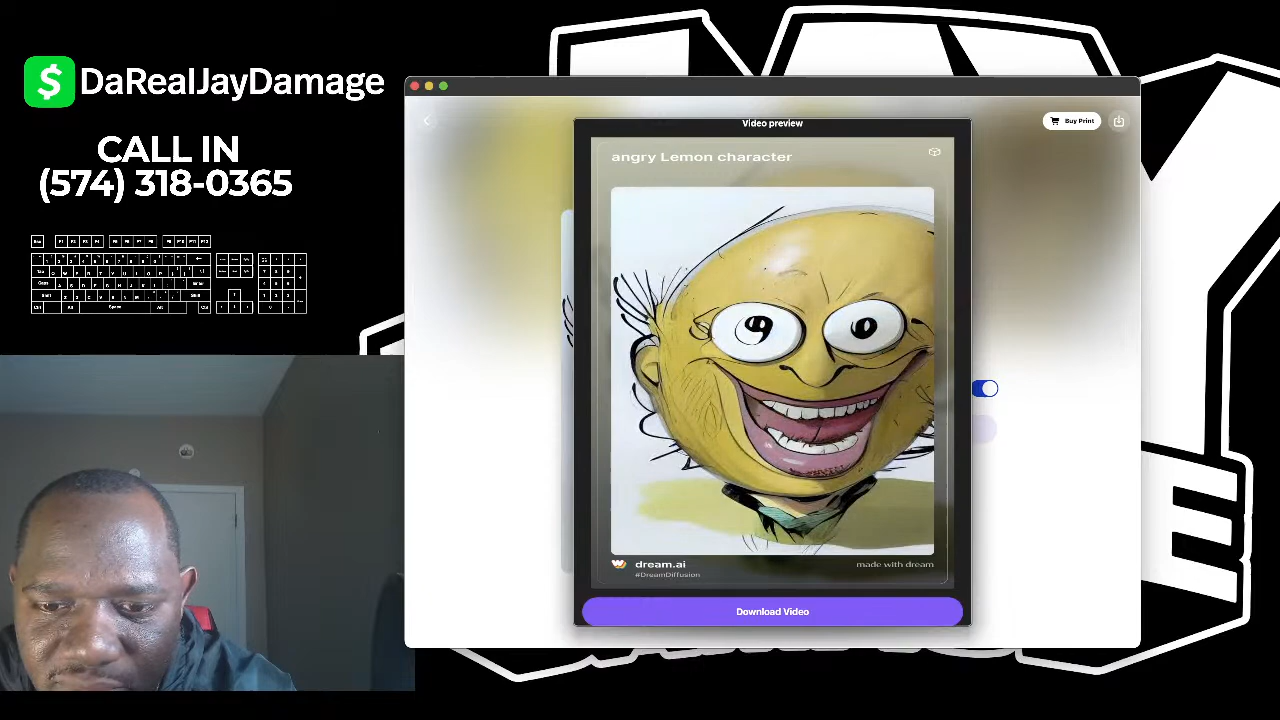 $ DaRealJayDamage
CALL IN
(574) 318-0365
Video preview
Buy Print
angry Lemon character
dream.ai
#DreamDiffusion
made with dream
Download Video